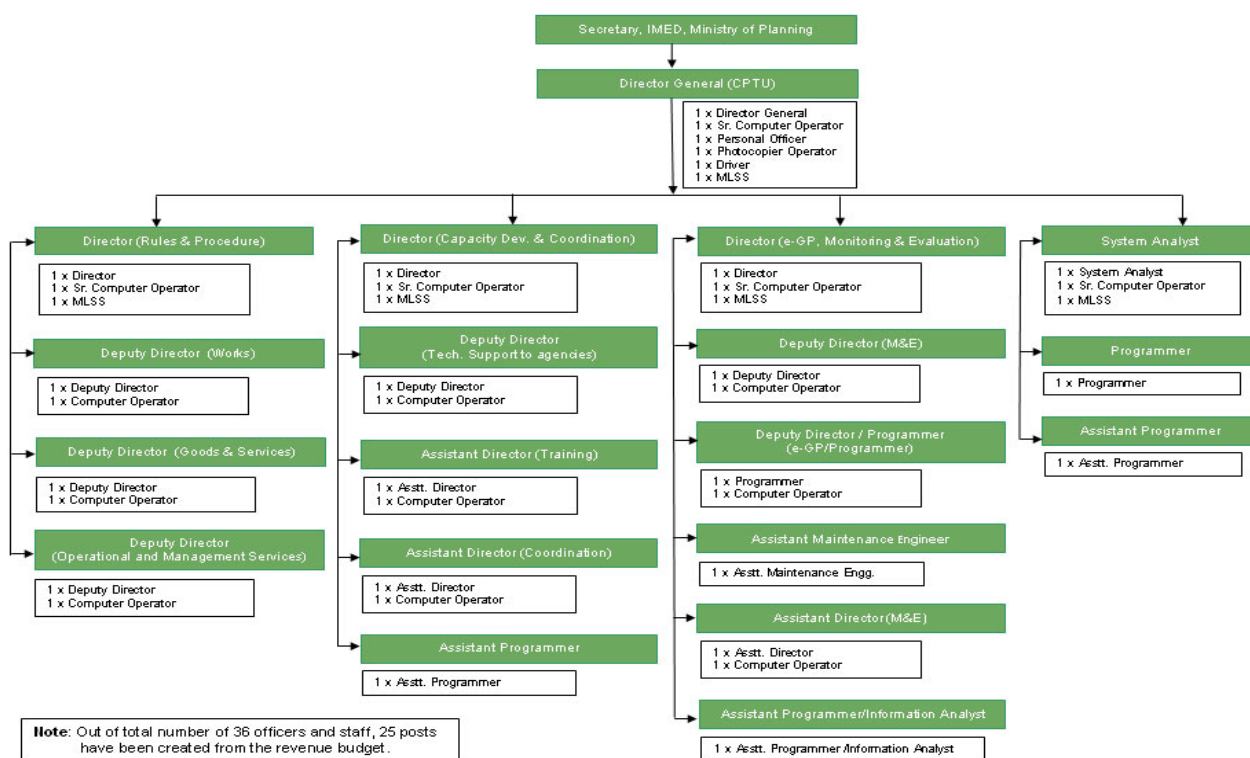 Secretary, IMED, Ministry of Planning
Director General (CPTU)
1 x Director General
1 x Sr. Computer Operator
1 x Personal Officer
1 x Photocopier Operator
1 x Driver
1 x MLSS
Director (Rules & Procedure)
1 x Director
1 x Sr. Computer Operator
1 x MLSS
Deputy Director (Works)
1 x Deputy Director
1 x Computer Operator
Deputy Director (Goods & Services)
1 x Deputy Director
1 x Computer Operator
Deputy Director
(Operational and Management Services)
1 x Deputy Director
1 x Computer Operator
Director (Capacity Dev. & Coordination)
1 x Director
1 x Sr. Computer Operator
1 x MLSS
Deputy Director
(Tech. Support to agencies)
1 x Deputy Director
1 x Computer Operator
Assistant Director (Training)
1 x Asstt. Director
1 x Computer Operator
Assistant Director (Coordination)
1 x Asstt. Director
1 x Computer Operator
Assistant Programmer
1 x Asstt. Programmer
Director (e-GP, Monitoring & Evaluation)
1 x Director
1 x Sr. Computer Operator
1 x MLSS
Deputy Director (M&E)
1 x Deputy Director
1 x Computer Operator
Deputy Director / Programmer
(e-GP/Programmer)
1 x Programmer
1 x Computer Operator
Assistant Maintenance Engineer
1 x Asstt. Maintenance Engg.
Assistant Director (M&E)
1 x Asstt. Director
1 x Computer Operator
Assistant Programmer/Information Analyst
1 x Asstt. Programmer /Information Analyst
System Analyst
1 x System Analyst
1 x Sr. Computer Operator
1 x MLSS
Programmer
1 x Programmer
Assistant Programmer
1 x Asstt. Programmer
Note: Out of total number of 36 officers and staff, 25 posts
have been created from the revenue budget.